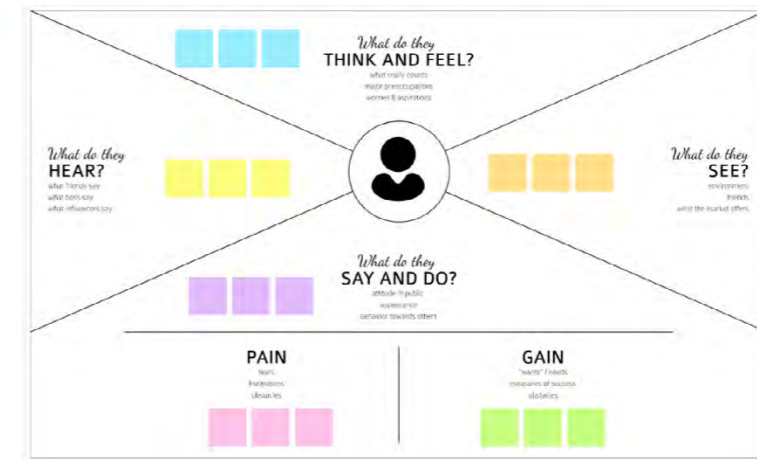 What do they
THINK AND FEEL?
what really counts
major preoccupations
worries & aspirations
What do they
HEAR?
what friends say
what boss say
what influencers say
What do they
SEE?
environment
friends
what the market offers
What do they
SAY AND DO?
attitude in public
appearance
behavior towards others
PAIN
fears
frustrations
obstacles
GAIN
"wants" / needs
measures of success
obstacles